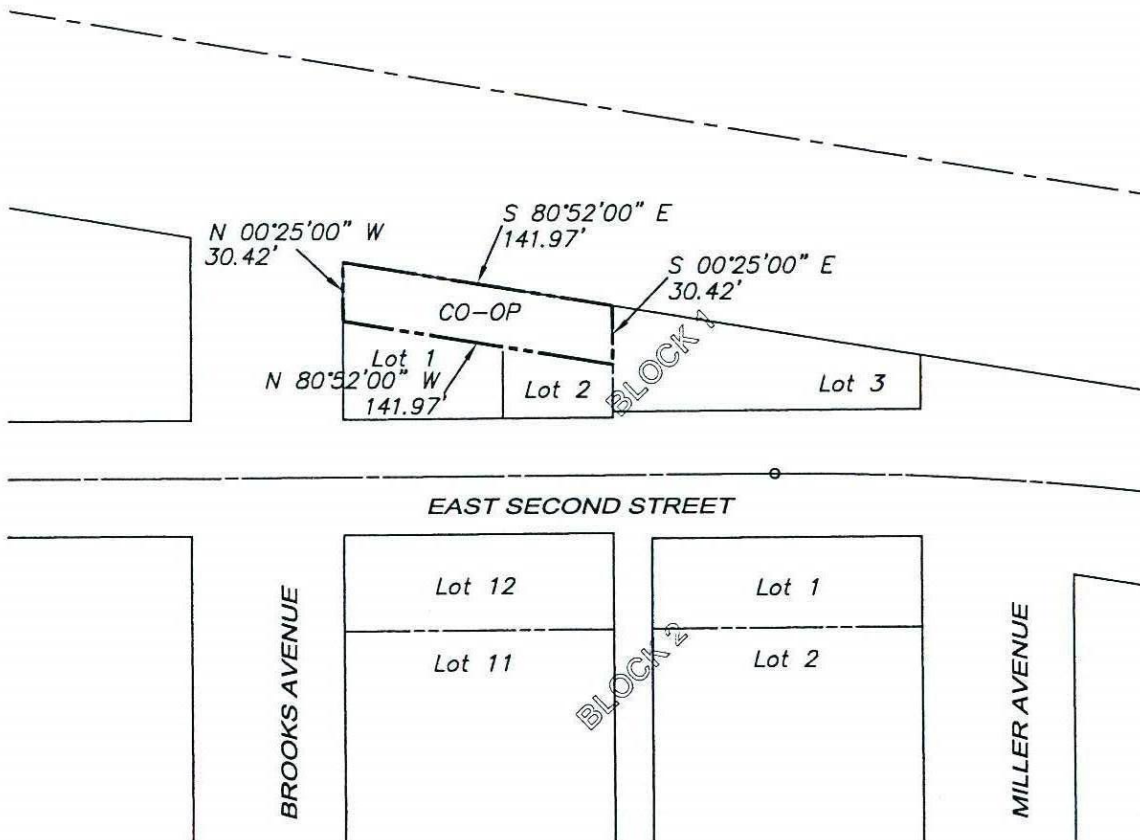 N 00°25'00" W
30.42'
S 80°52'00" E
141.97'
S 00°25'00" E
30.42'
CO-OP
BLOCK 1
Lot 1
N 80°52'00" W
141.97'
Lot 2
Lot 3
EAST SECOND STREET
Lot 12
Lot 1
Lot 11
Lot 2
BLOCK 2
BROOKS AVENUE
MILLER AVENUE